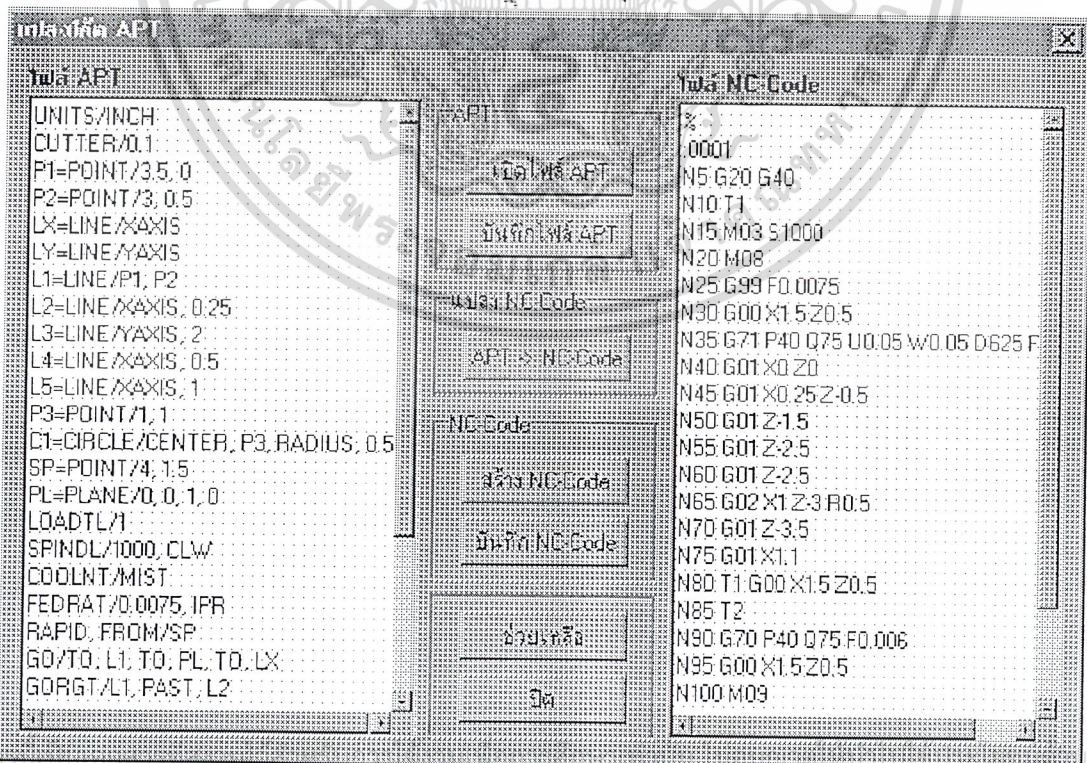 แปลงโค้ด APT
ไฟล์ APT
UNITS/INCH
CUTTER/0.1
P1=POINT/3.5, 0
P2=POINT/3, 0.5
LX=LINE/XAXIS
LY=LINE/YAXIS
L1=LINE/P1, P2
L2=LINE/XAXIS, 0.25
L3=LINE/YAXIS, 2
L4=LINE/XAXIS, 0.5
L5=LINE/XAXIS, 1
P3=POINT/1, 1
C1=CIRCLE/CENTER, P3, RADIUS, 0.5
SP=POINT/4, 1.5
PL=PLANE/0, 0, 1, 0
LOADTL/1
SPINDL/1000, CLW
COOLNT/MIST
FEDRAT/0.0075, IPR
RAPID, FROM/SP
GO/TO, L1, TO, PL, TO, LX
GORGT/L1, PAST, L2
APT
เปิดไฟล์ APT
บันทึกไฟล์ APT
แปลง NC-Code
APT -> NC-Code
NC-Code
สร้าง NC-Code
บันทึก NC-Code
ช่วยเหลือ
ปิด
ไฟล์ NC-Code
%
:0001
N5 G20 G40
N10 T1
N15 M03 S1000
N20 M08
N25 G99 F0.0075
N30 G00 X1.5 Z0.5
N35 G71 P40 Q75 U0.05 W0.05 D625 F
N40 G01 X0 Z0
N45 G01 X0.25 Z-0.5
N50 G01 Z-1.5
N55 G01 Z-2.5
N60 G01 Z-2.5
N65 G02 X1 Z-3 R0.5
N70 G01 Z-3.5
N75 G01 X1.1
N80 T1 G00 X1.5 Z0.5
N85 T2
N90 G70 P40 Q75 F0.006
N95 G00 X1.5 Z0.5
N100 M09